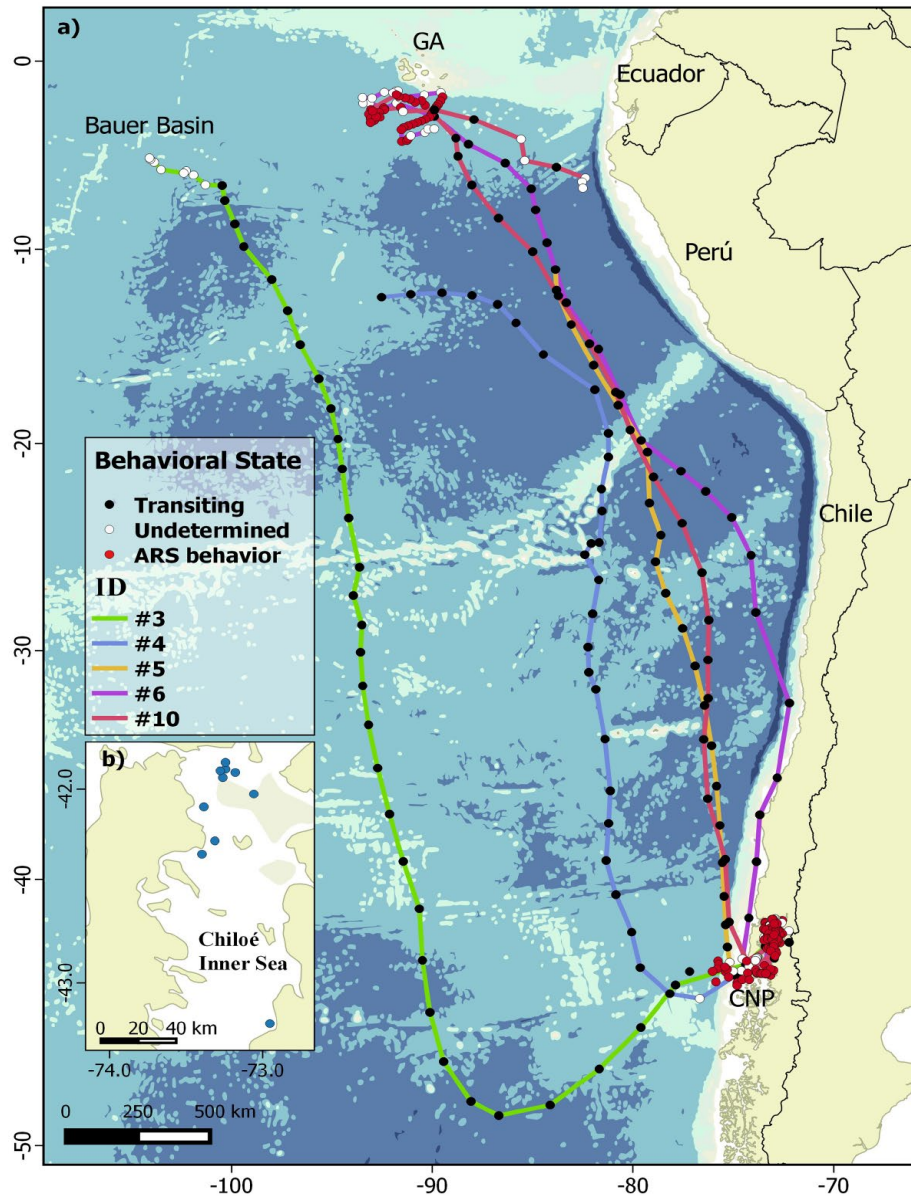 a)
GA
Ecuador
Bauer Basin
Perú
Chile
CNP
0
-10
-20
-30
-40
-50
-100
-90
-80
-70
Behavioral State
Transiting
Undetermined
ARS behavior
ID
#3
#4
#5
#6
#10
b)
Chiloé
Inner Sea
0 20 40 km
-42.0
-43.0
-74.0
-73.0
0 250 500 km